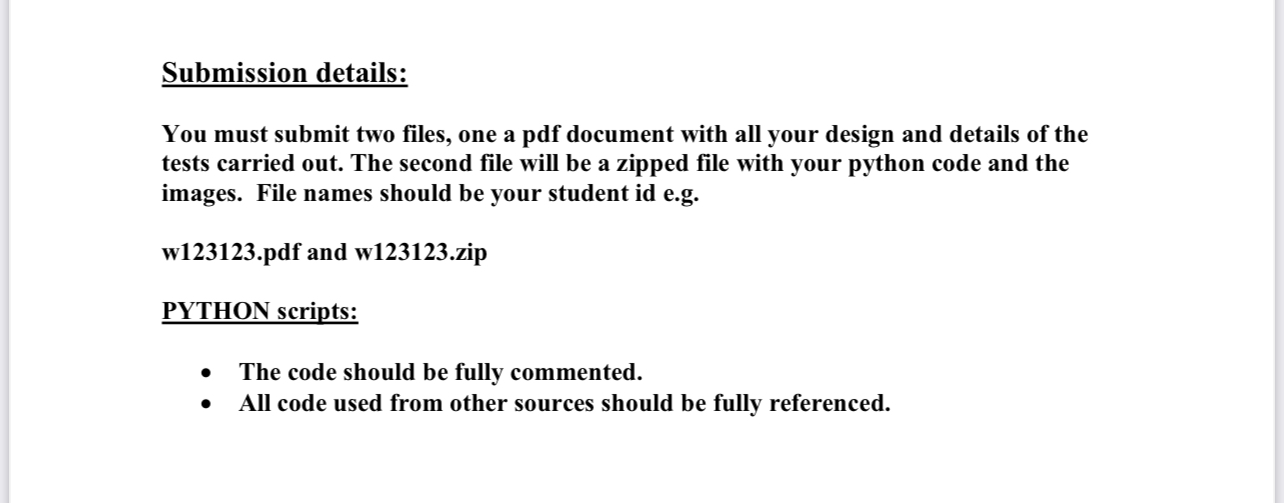 Submission details:
You must submit two files, one a pdf document with all your design and details of the
tests carried out. The second file will be a zipped file with your python code and the
images.  File names should be your student id e.g.
w123123.pdf and w123123.zip
PYTHON scripts:
• The code should be fully commented.
• All code used from other sources should be fully referenced.